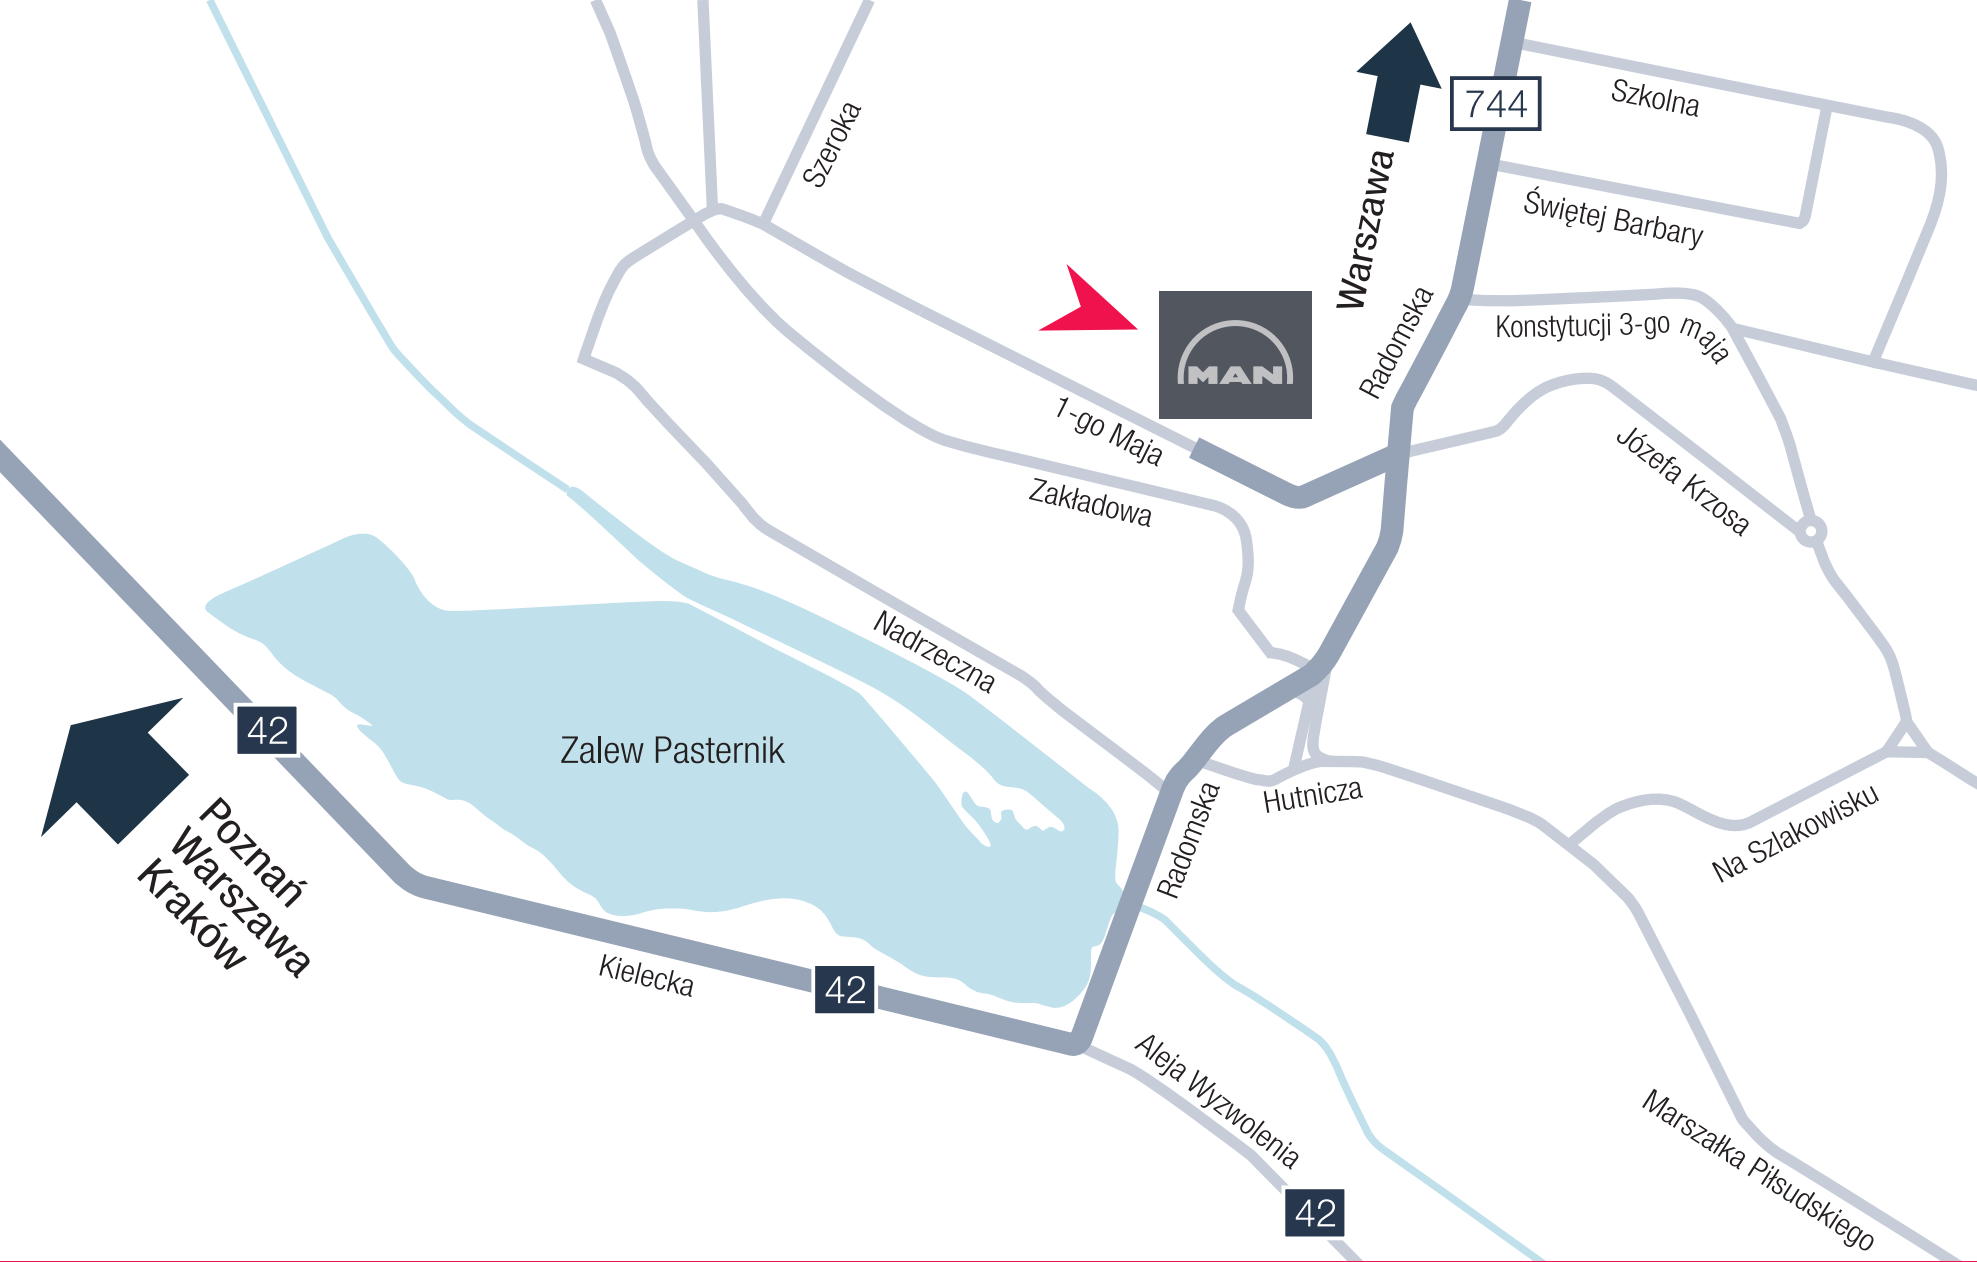 744
Szkolna
Szeroka
Warszawa
Świętej Barbary
Radomska
Konstytucji 3-go maja
MAN
1-go Maja
Józefa Krzosa
Zakładowa
Nadrzeczna
42
Zalew Pasternik
Hutnicza
Radomska
Na Szlakowisku
Poznań
Warszawa
Kraków
Kielecka
42
Aleja Wyzwolenia
Marszałka Piłsudskiego
42